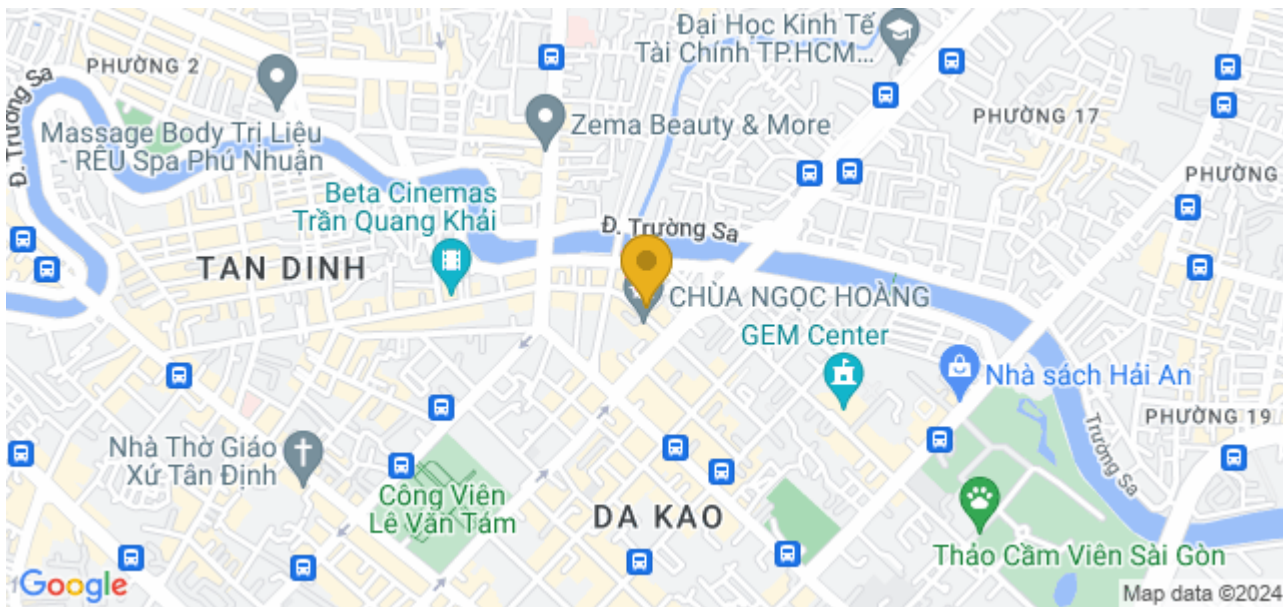 Đại Học Kinh Tế
Tài Chính TP.HCM...
PHƯỜNG 2
Đ. Trường Sa
PHƯỜNG 17
Massage Body Trị Liệu
- RÊU Spa Phú Nhuận
Zema Beauty & More
PHƯỜNG
Beta Cinemas
Trần Quang Khải
Đ. Trường Sa
TAN DINH
CHÙA NGỌC HOÀNG
GEM Center
Nhà sách Hải An
PHƯỜNG 19
Nhà Thờ Giáo
Xứ Tân Định
Trường Sa
Công Viên
Lê Văn Tám
DA KAO
Thảo Cầm Viên Sài Gòn
Google
Map data ©2024